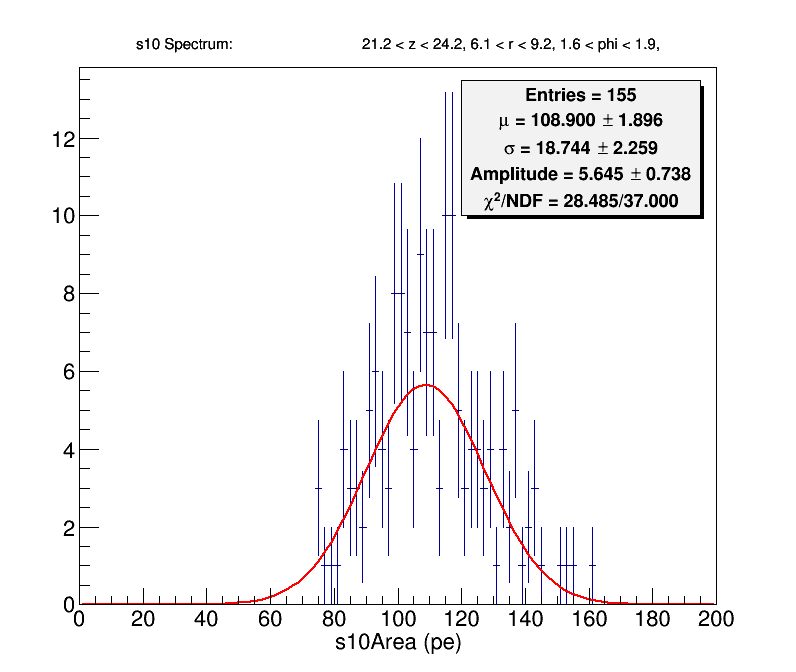 s10 Spectrum: 21.2 < z < 24.2, 6.1 < r < 9.2, 1.6 < phi < 1.9,
Entries = 155
μ = 108.900 ± 1.896
σ = 18.744 ± 2.259
Amplitude = 5.645 ± 0.738
χ²/NDF = 28.485/37.000
12
10
8
6
4
2
0
0 20 40 60 80 100 120 140 160 180 200
s10Area (pe)